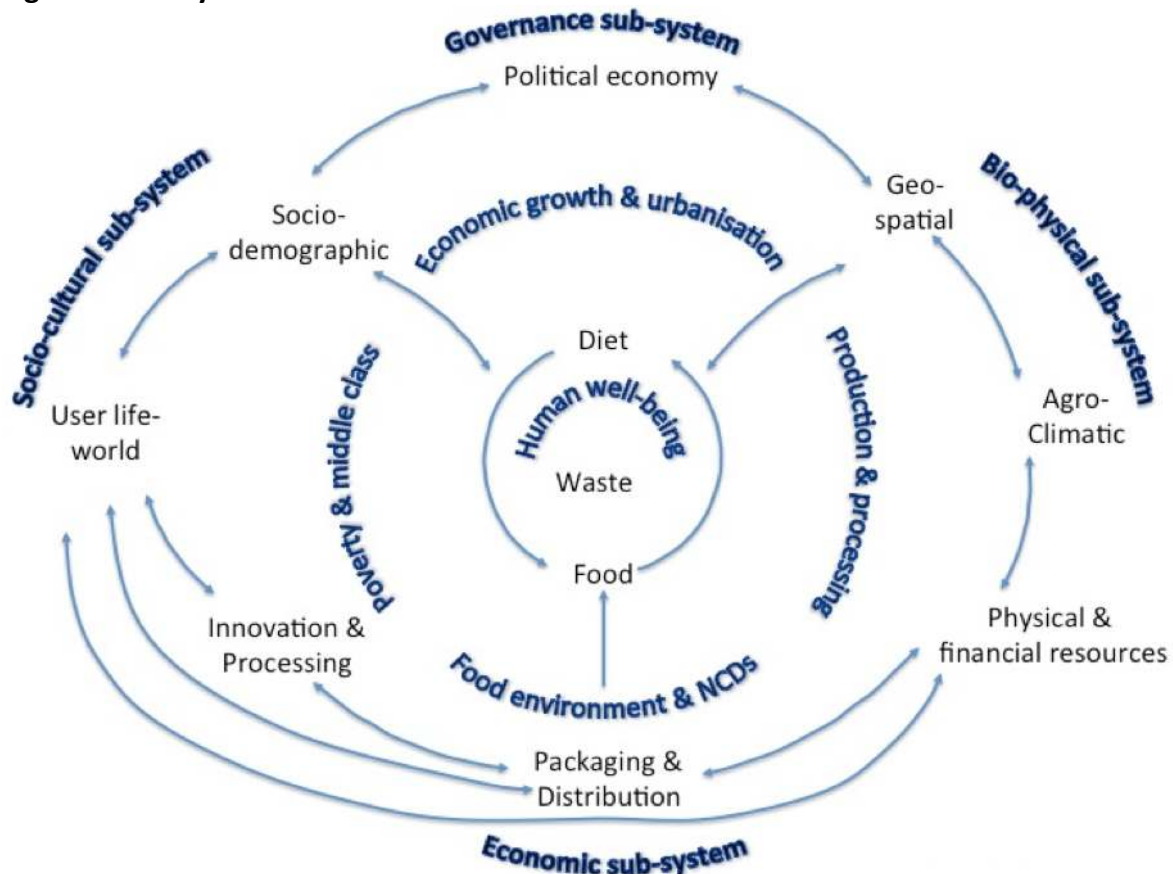 Governance sub-system
Political economy
Socio-cultural sub-system
Bio-physical sub-system
Geo-
spatial
Socio-
demographic
Economic growth & urbanisation
Diet
Human well-being
Waste
Food
poverty & middle class
Production & processing
User life-
world
Agro-
Climatic
Innovation &
Processing
Physical &
financial resources
Food environment & NCDs
Packaging &
Distribution
Economic sub-system